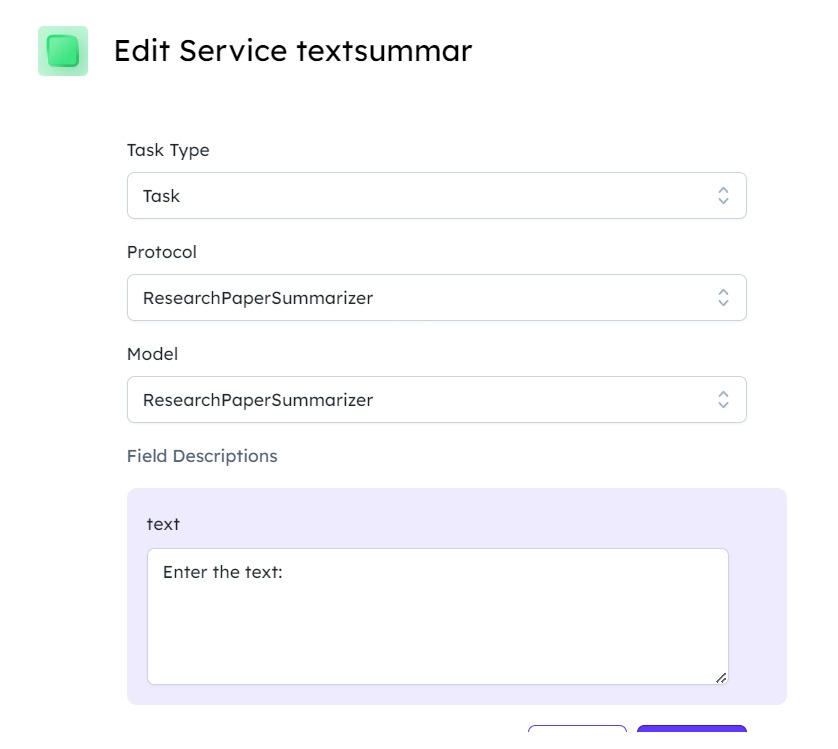 Edit Service textsummar
Task Type
Task
Protocol
ResearchPaperSummarizer
Model
ResearchPaperSummarizer
Field Descriptions
text
Enter the text: